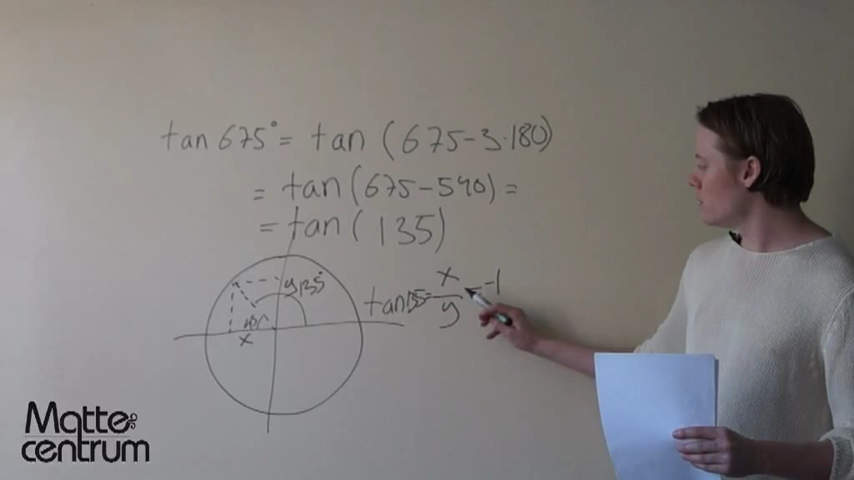 tan 675° = tan (675-3·180)
= tan (675-540) =
= tan (135)
y 135°
tan 135 = x/y = -1
45°
x
Matte
centrum